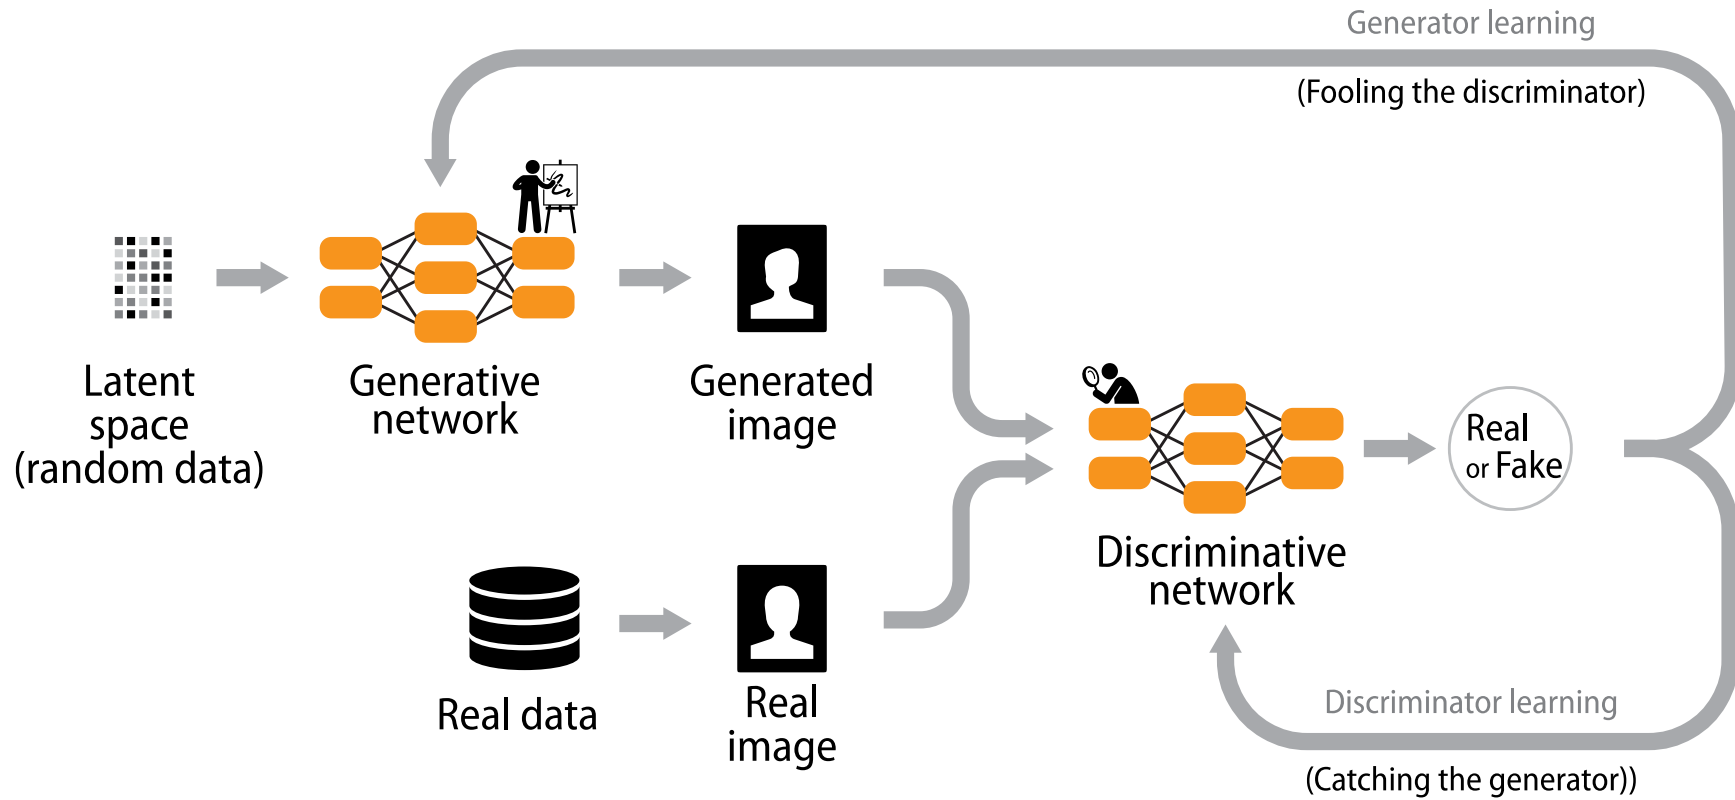 Generator learning
(Fooling the discriminator)
Latent
space
(random data)
Generative
network
Generated
image
Real
or Fake
Discriminative
network
Real data
Real
image
Discriminator learning
(Catching the generator))